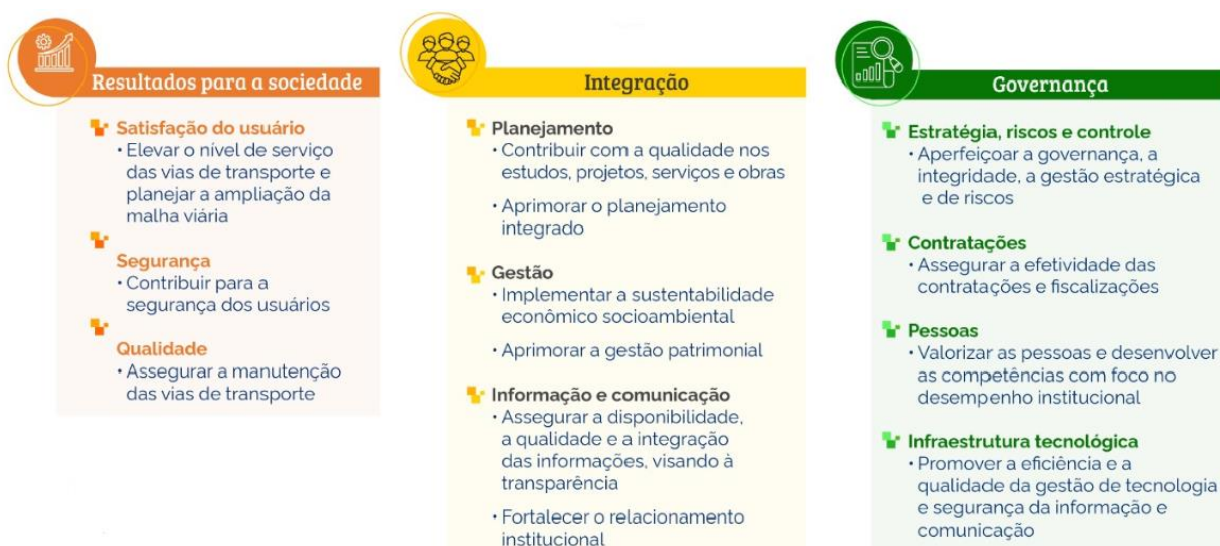 Resultados para a sociedade
Satisfação do usuário
• Elevar o nível de serviço
das vias de transporte e
planejar a ampliação da
malha viária
Segurança
• Contribuir para a
segurança dos usuários
Qualidade
• Assegurar a manutenção
das vias de transporte
Integração
Planejamento
• Contribuir com a qualidade nos
estudos, projetos, serviços e obras
• Aprimorar o planejamento
integrado
Gestão
• Implementar a sustentabilidade
econômico socioambiental
• Aprimorar a gestão patrimonial
Informação e comunicação
• Assegurar a disponibilidade,
a qualidade e a integração
das informações, visando à
transparência
• Fortalecer o relacionamento
institucional
Governança
Estratégia, riscos e controle
• Aperfeiçoar a governança, a
integridade, a gestão estratégica
e de riscos
Contratações
• Assegurar a efetividade das
contratações e fiscalizações
Pessoas
• Valorizar as pessoas e desenvolver
as competências com foco no
desempenho institucional
Infraestrutura tecnológica
• Promover a eficiência e a
qualidade da gestão de tecnologia
e segurança da informação e
comunicação